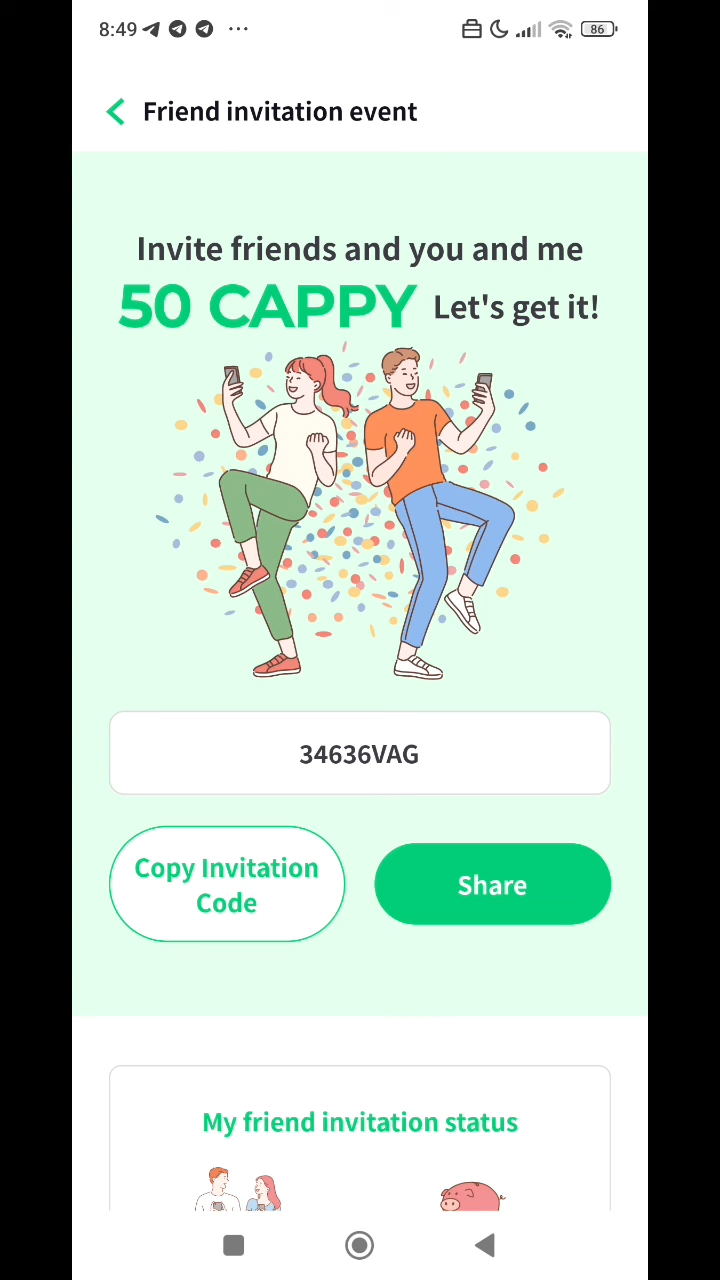 8:49
86
Friend invitation event
Invite friends and you and me
50 CAPPY Let's get it!
34636VAG
Copy Invitation
Code
Share
My friend invitation status